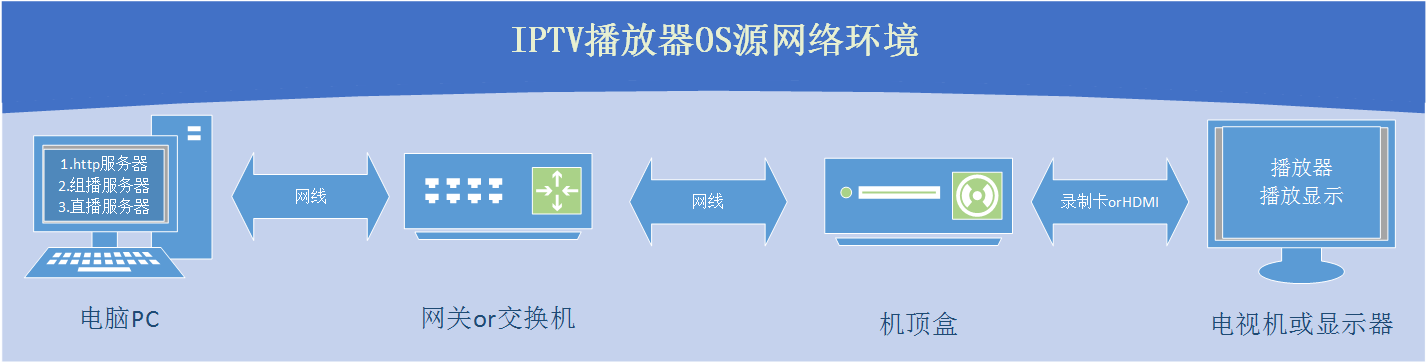 IPTV播放器OS源网络环境
1.http服务器
2.组播服务器
3.直播服务器
网线
网线
录制卡orHDMI
播放器
播放显示
电脑PC
网关or交换机
机顶盒
电视机或显示器